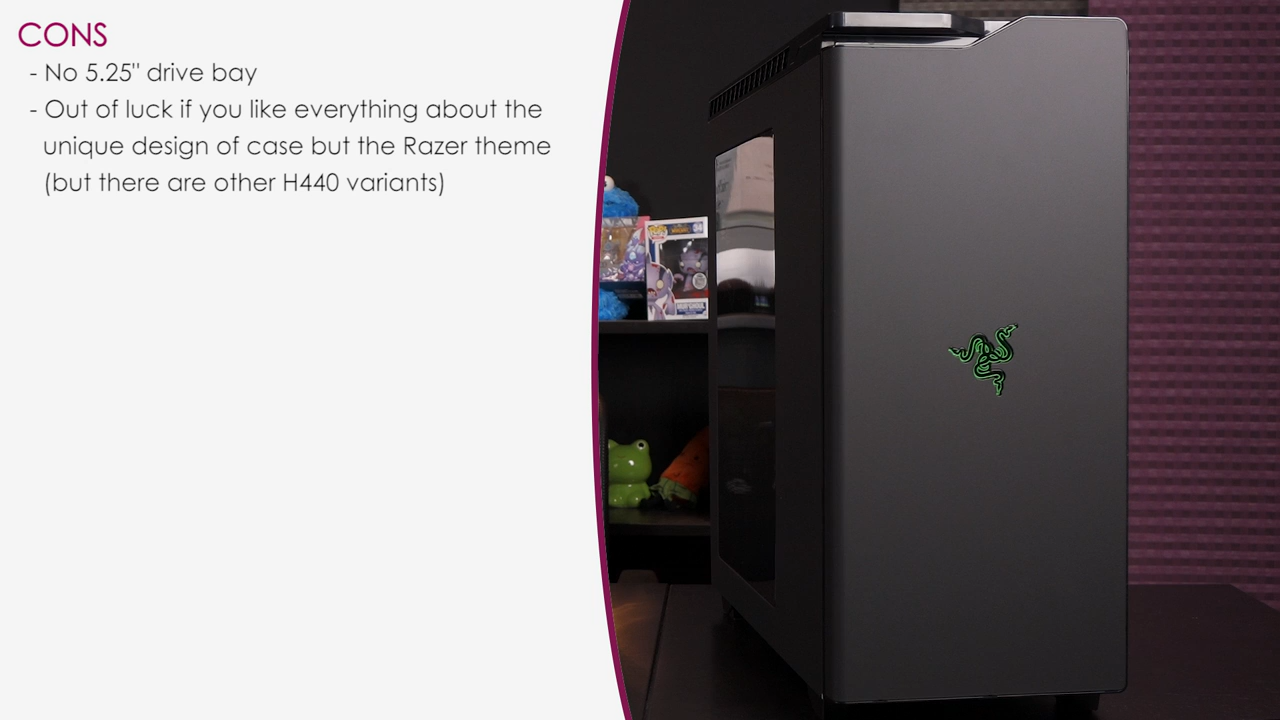 CONS
- No 5.25" drive bay
- Out of luck if you like everything about the
unique design of case but the Razer theme
(but there are other H440 variants)